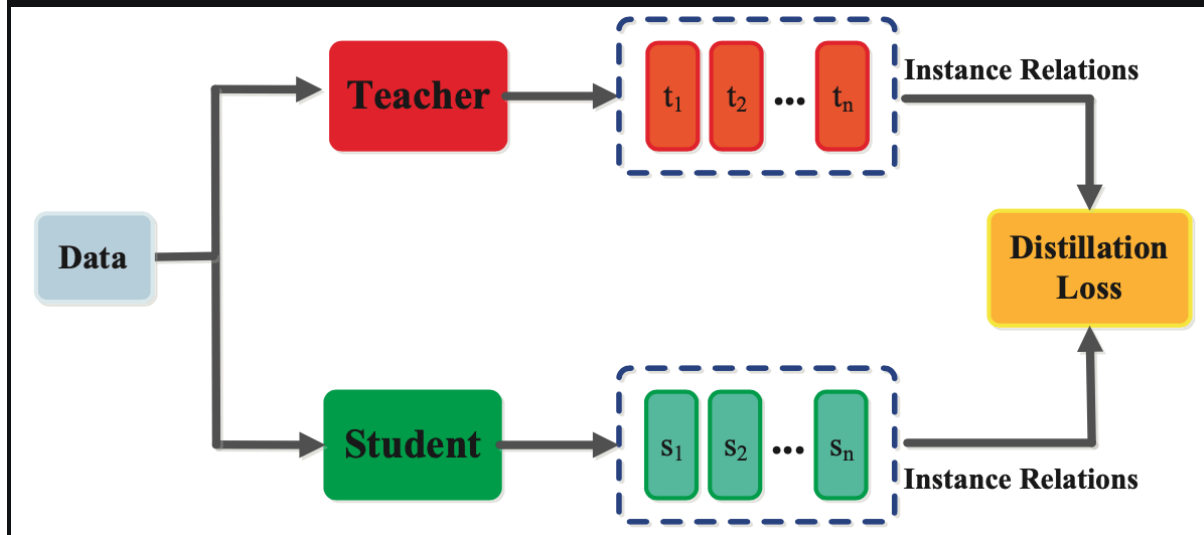 Teacher
t1 t2 ... tn
Instance Relations
Data
Distillation
Loss
Student
s1 s2 ... sn
Instance Relations